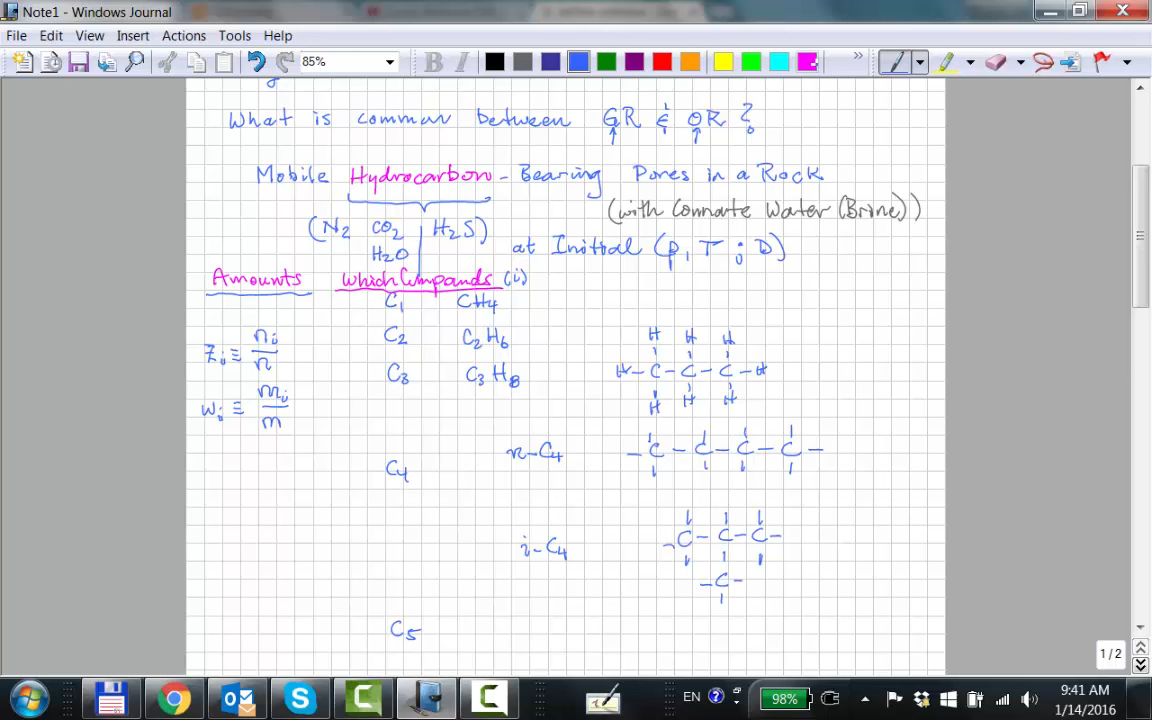 Note1 - Windows Journal
File Edit View Insert Actions Tools Help
85%
What is common between GR & OR ?
Mobile Hydrocarbon - Bearing Pores in a Rock
(with Connate Water (Brine))
(N2 CO2 H2S)
H2O
at Initial (p, T ; D)
Amounts Which Compounds (i)
C1 CH4
C2 C2H6
zi ≡ ni/n
C3 C3H8
H H H
H-C-C-C-H
H H H
wi ≡ mi/m
n-C4 -C-C-C-C-
C4
i-C4 -C-C-C-
-C-
C5
1/2
EN 98% 9:41 AM
1/14/2016